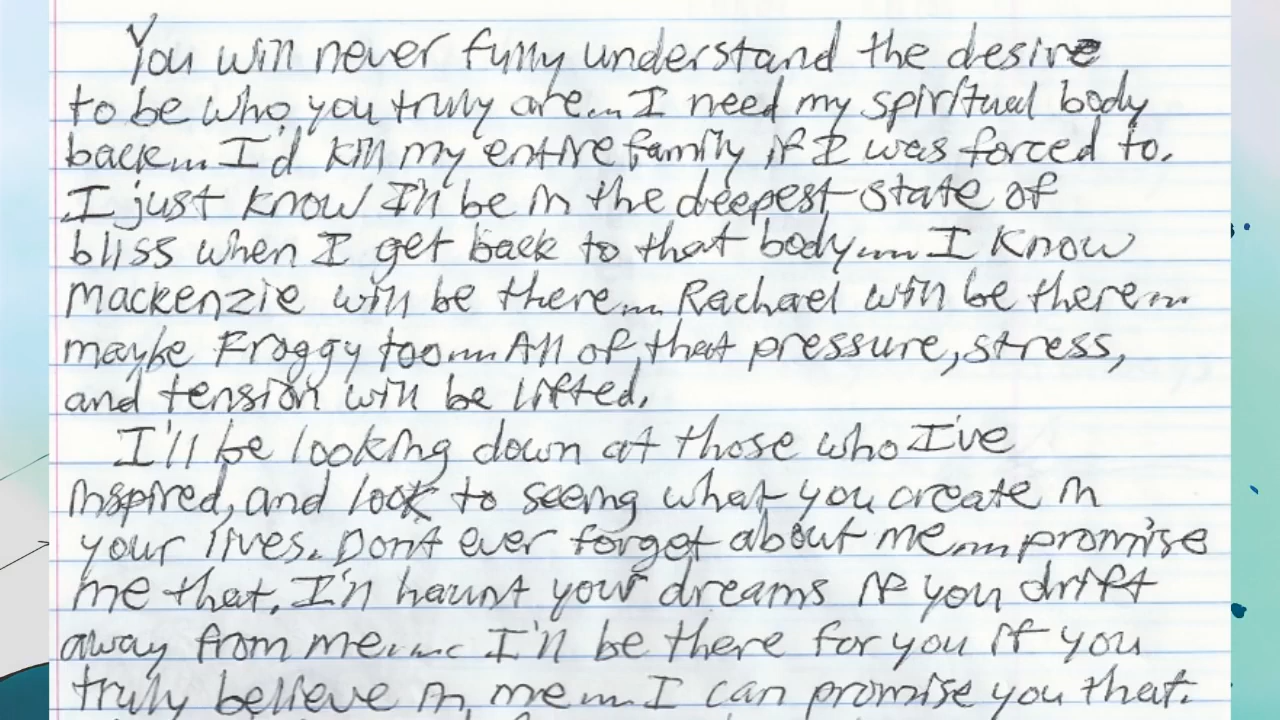 You will never fully understand the desire
to be who you truly are... I need my spiritual body
back... I'd kill my entire family if I was forced to.
I just know I'll be in the deepest state of
bliss when I get back to that body.... I know
Mackenzie will be there... Rachael will be there...
maybe Froggy too.... All of that pressure, stress,
and tension will be lifted.
I'll be looking down at those who I've
inspired, and look to seeing what you create in
your lives. Don't ever forget about me.... promise
me that. I'll haunt your dreams if you drift
away from me..... I'll be there for you if you
truly believe in me.... I can promise you that.